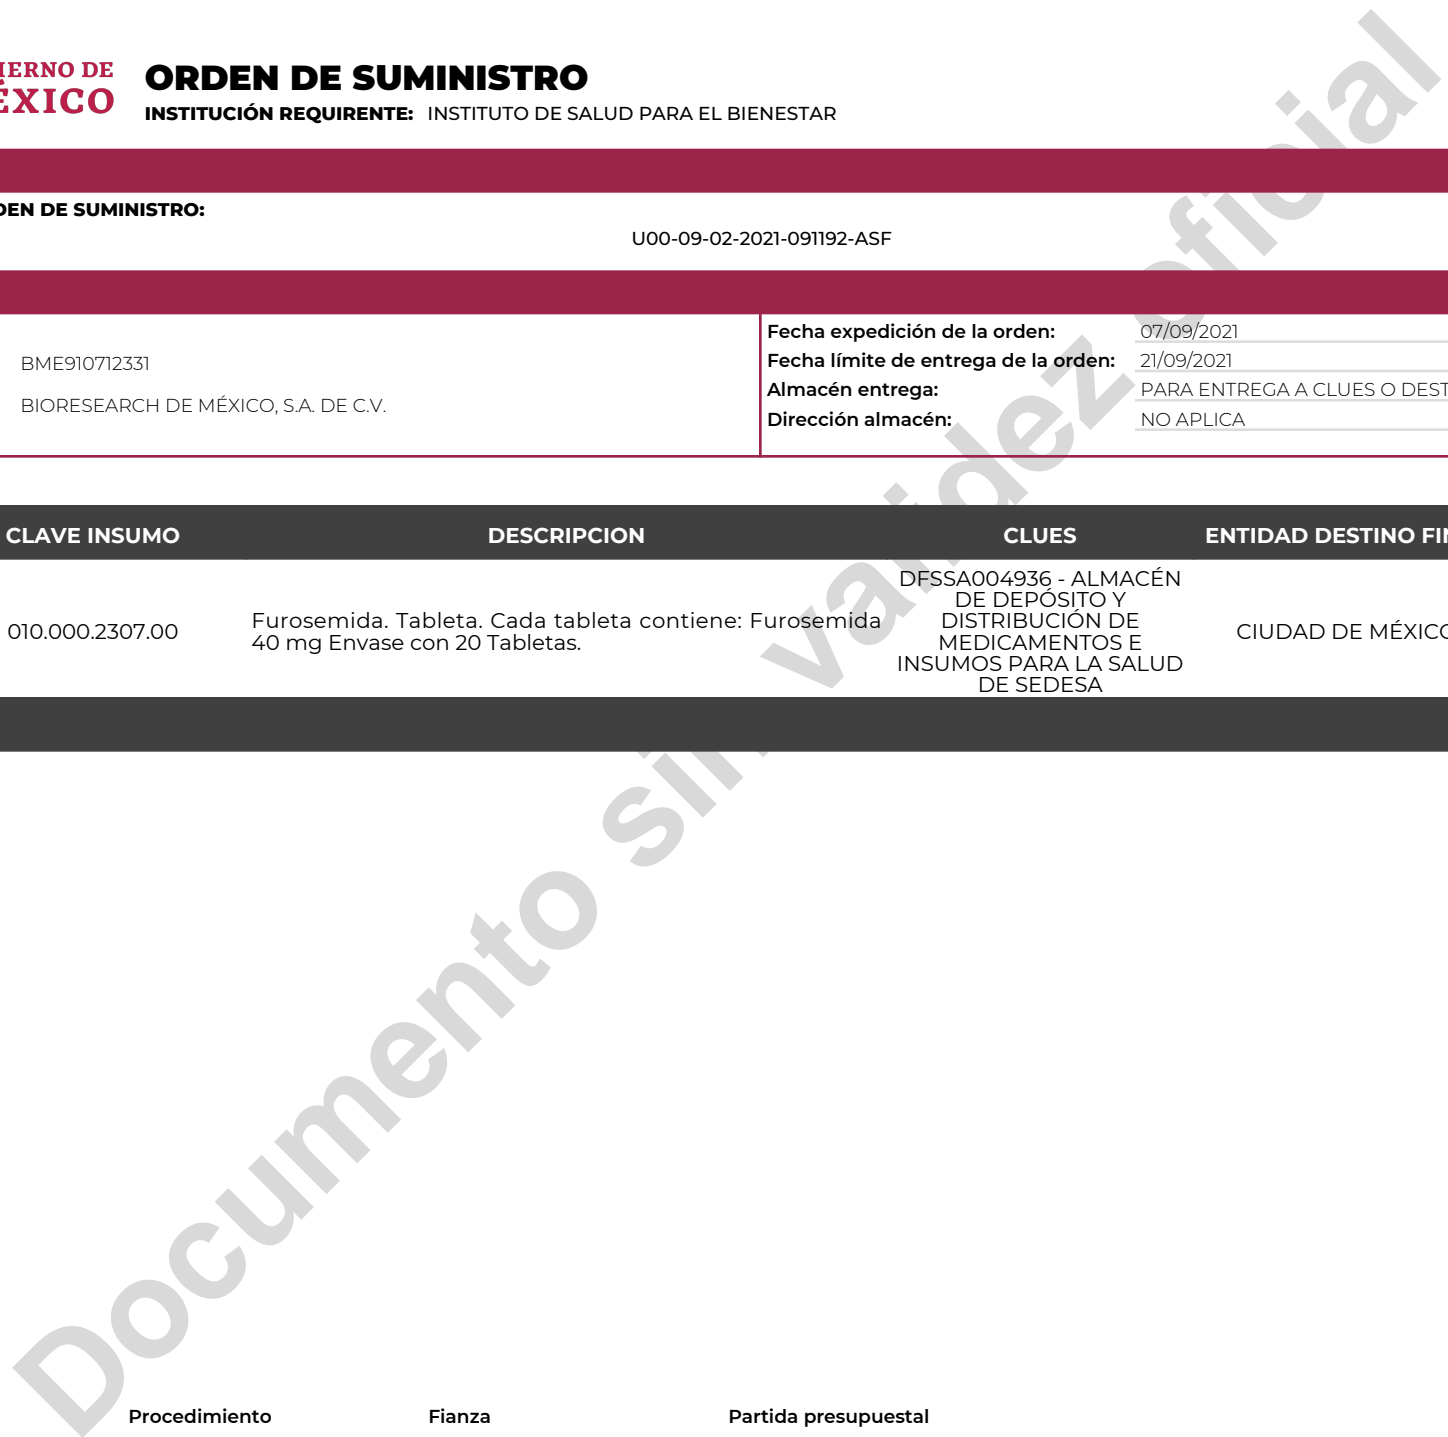 IERNO DE
ÉXICO
ORDEN DE SUMINISTRO
INSTITUCIÓN REQUIRENTE: INSTITUTO DE SALUD PARA EL BIENESTAR
DEN DE SUMINISTRO:
U00-09-02-2021-091192-ASF
BME910712331
BIORESEARCH DE MÉXICO, S.A. DE C.V.
Fecha expedición de la orden: 07/09/2021
Fecha límite de entrega de la orden: 21/09/2021
Almacén entrega: PARA ENTREGA A CLUES O DEST
Dirección almacén: NO APLICA
CLAVE INSUMO DESCRIPCION CLUES ENTIDAD DESTINO FIN
010.000.2307.00
Furosemida. Tableta. Cada tableta contiene: Furosemida
40 mg Envase con 20 Tabletas.
DFSSA004936 - ALMACÉN
DE DEPÓSITO Y
DISTRIBUCIÓN DE
MEDICAMENTOS E
INSUMOS PARA LA SALUD
DE SEDESA
CIUDAD DE MÉXICO
Documento sin validez oficial
Procedimiento Fianza Partida presupuestal